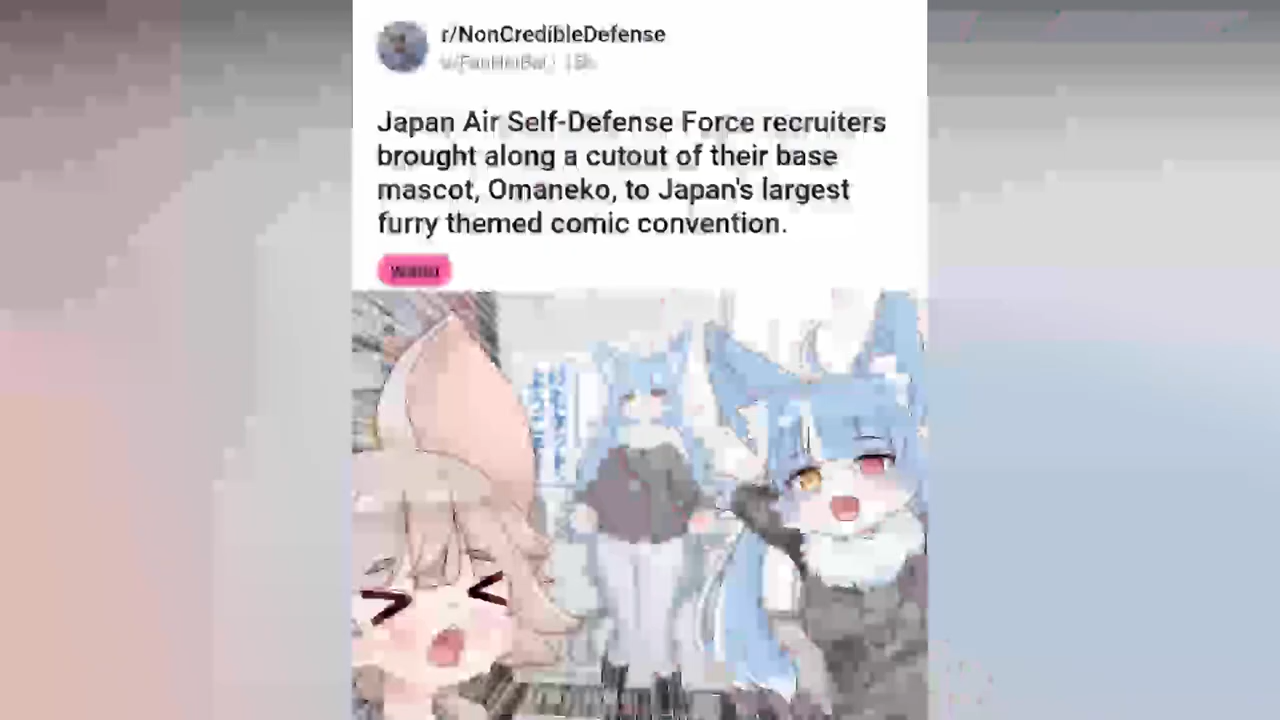 r/NonCredibleDefense
Japan Air Self-Defense Force recruiters
brought along a cutout of their base
mascot, Omaneko, to Japan's largest
furry themed comic convention.